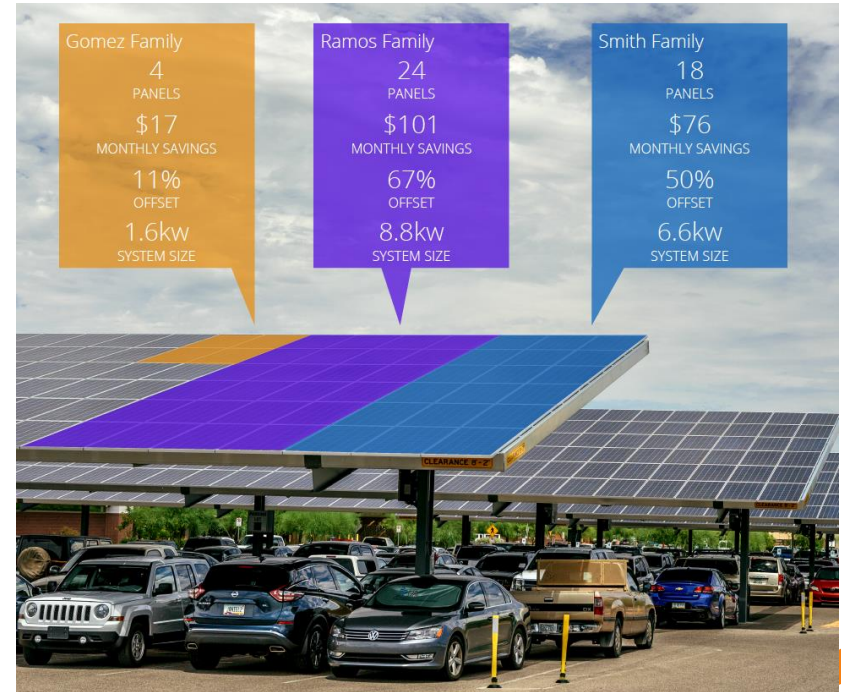 Gomez Family
4
PANELS
$17
MONTHLY SAVINGS
11%
OFFSET
1.6kw
SYSTEM SIZE
Ramos Family
24
PANELS
$101
MONTHLY SAVINGS
67%
OFFSET
8.8kw
SYSTEM SIZE
Smith Family
18
PANELS
$76
MONTHLY SAVINGS
50%
OFFSET
6.6kw
SYSTEM SIZE
CLEARANCE 8'-2"